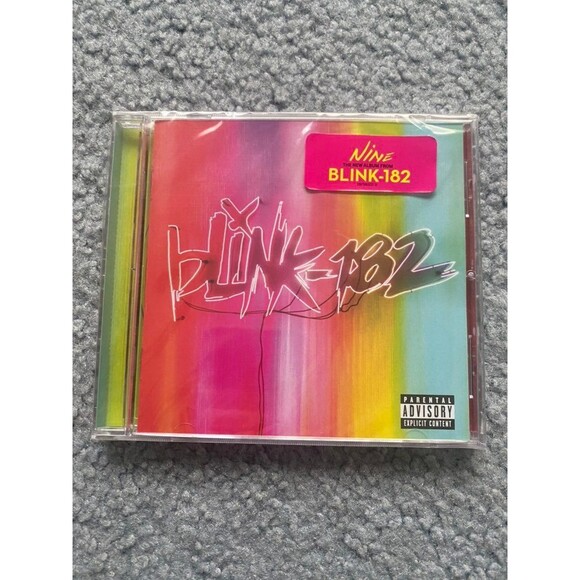 NiNE
THE NEW ALBUM FROM
BLINK-182
bliNK-182
PARENTAL
ADVISORY
EXPLICIT CONTENT